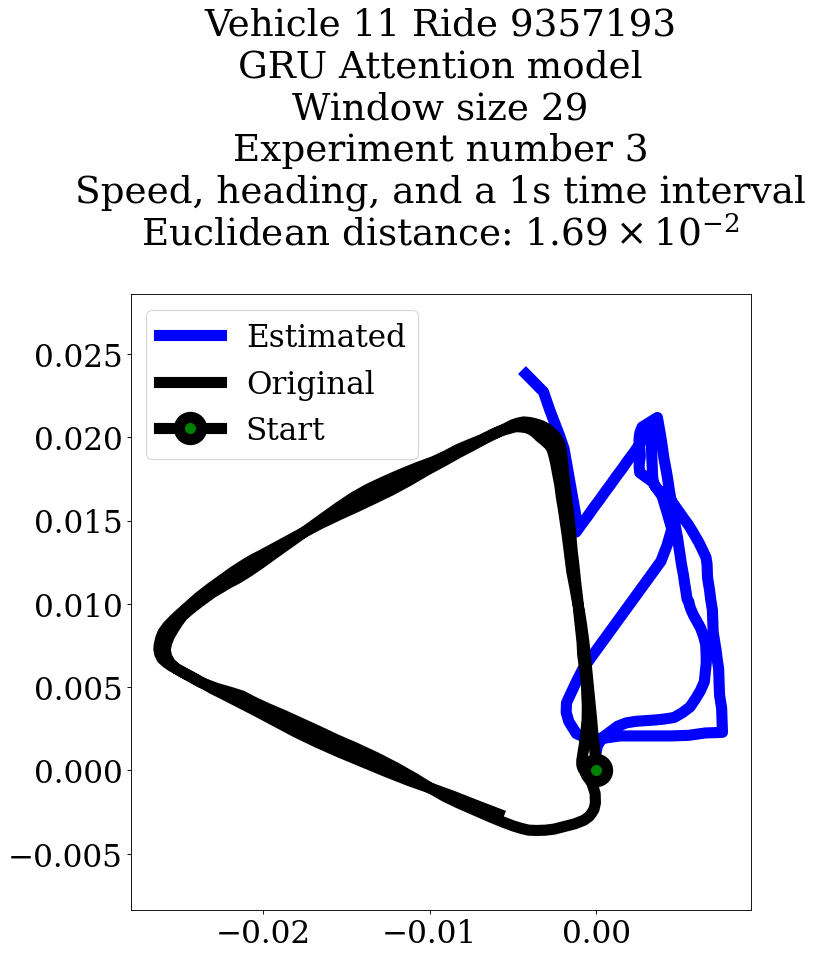 Vehicle 11 Ride 9357193
GRU Attention model
Window size 29
Experiment number 3
Speed, heading, and a 1s time interval
Euclidean distance: 1.69 × 10⁻²
Estimated
Original
Start
0.025
0.020
0.015
0.010
0.005
0.000
−0.005
−0.02 −0.01 0.00